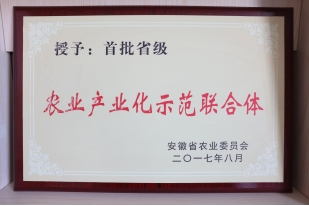 授予：首批省级
农业产业化示范联合体
安徽省农业委员会
二〇一七年八月